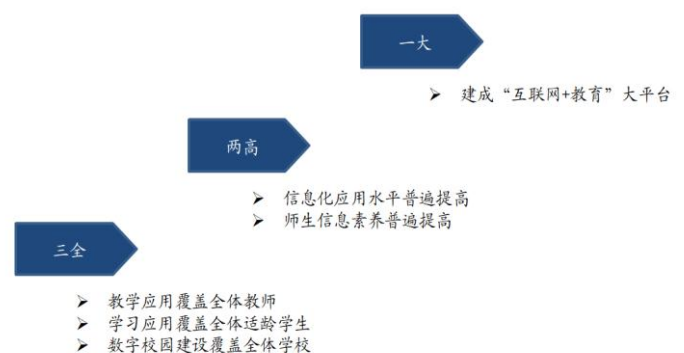 一大
➢ 建成“互联网+教育”大平台
两高
➢ 信息化应用水平普遍提高
➢ 师生信息素养普遍提高
三全
➢ 教学应用覆盖全体教师
➢ 学习应用覆盖全体适龄学生
➢ 数字校园建设覆盖全体学校